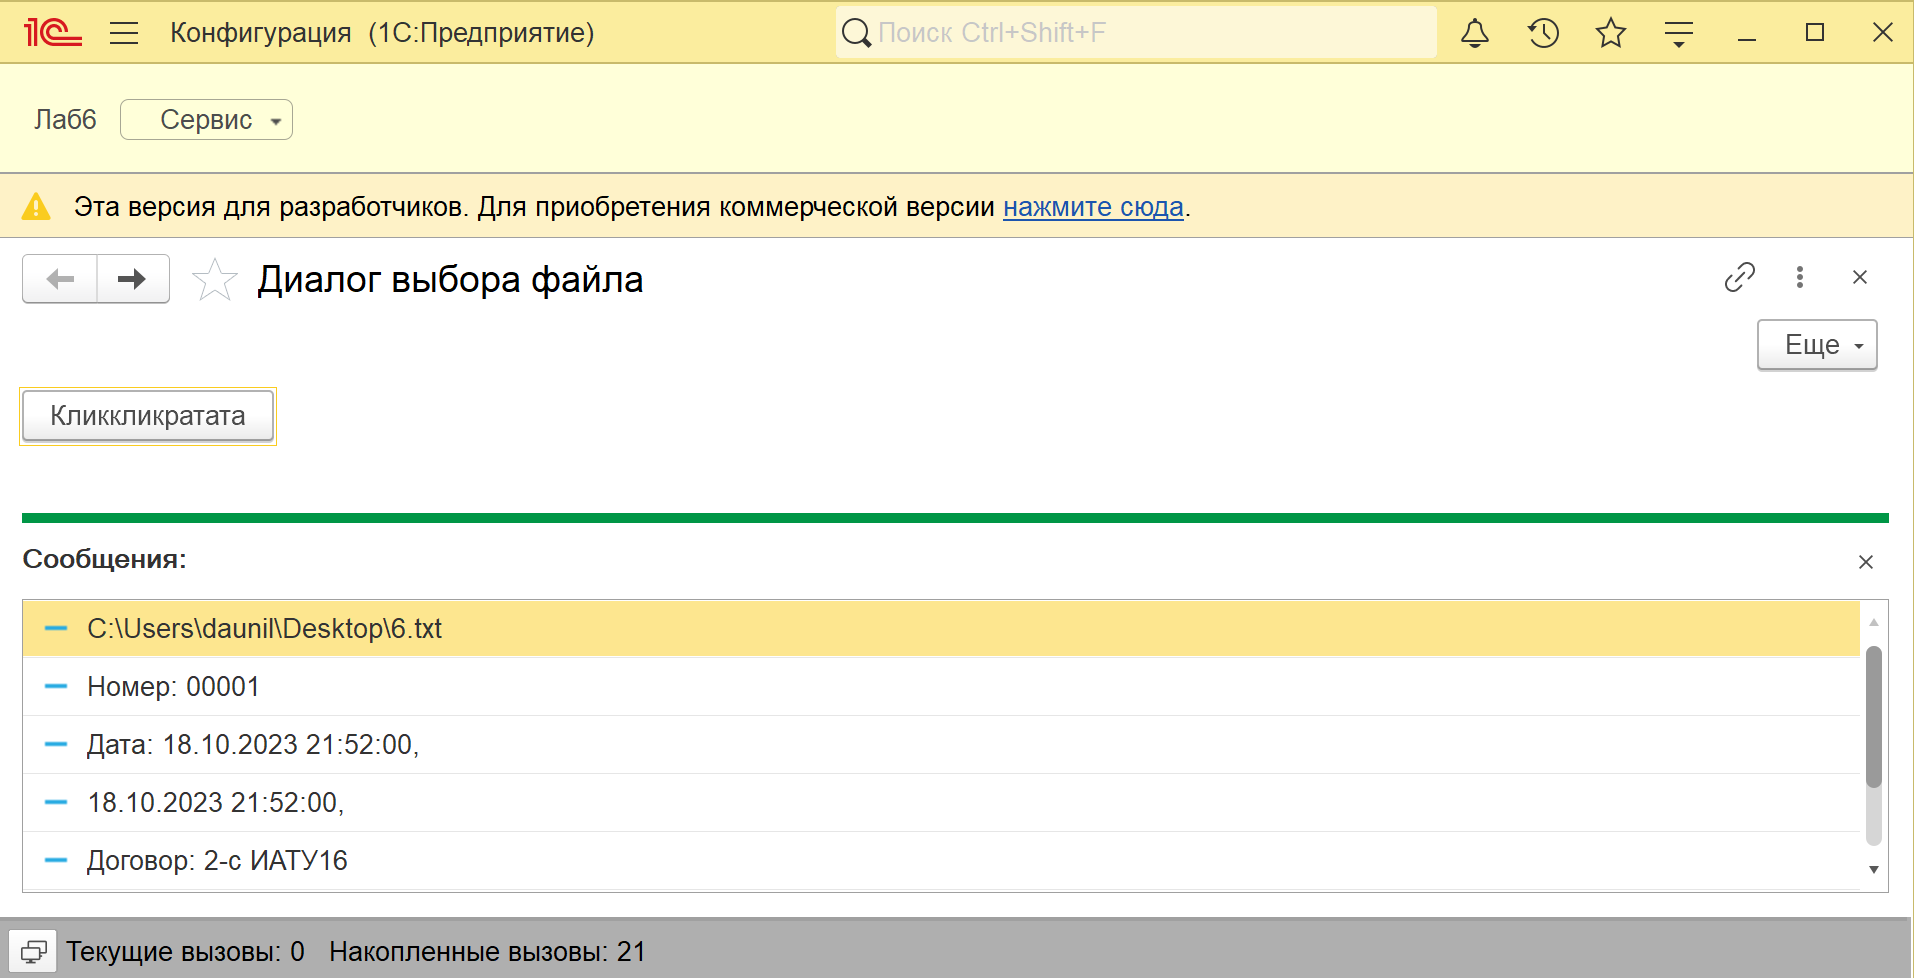 1С Конфигурация (1С:Предприятие) Поиск Ctrl+Shift+F
Лаб6 Сервис
Эта версия для разработчиков. Для приобретения коммерческой версии нажмите сюда.
Диалог выбора файла
Еще
Кликкликратата
Сообщения:
C:\Users\daunil\Desktop\6.txt
Номер: 00001
Дата: 18.10.2023 21:52:00,
18.10.2023 21:52:00,
Договор: 2-с ИАТУ16
Текущие вызовы: 0 Накопленные вызовы: 21